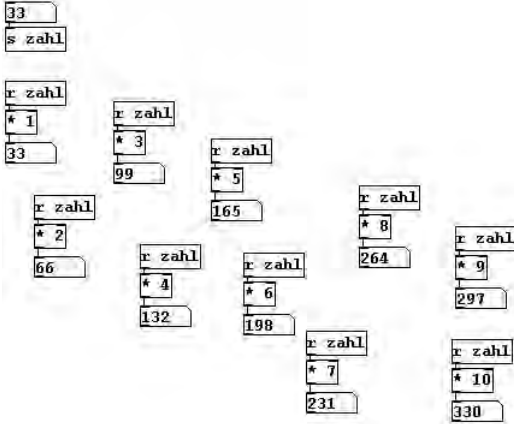 33
s zahl
r zahl
* 1
33
r zahl
* 3
99
r zahl
* 5
165
r zahl
* 2
66
r zahl
* 4
132
r zahl
* 6
198
r zahl
* 8
264
r zahl
* 9
297
r zahl
* 7
231
r zahl
* 10
330